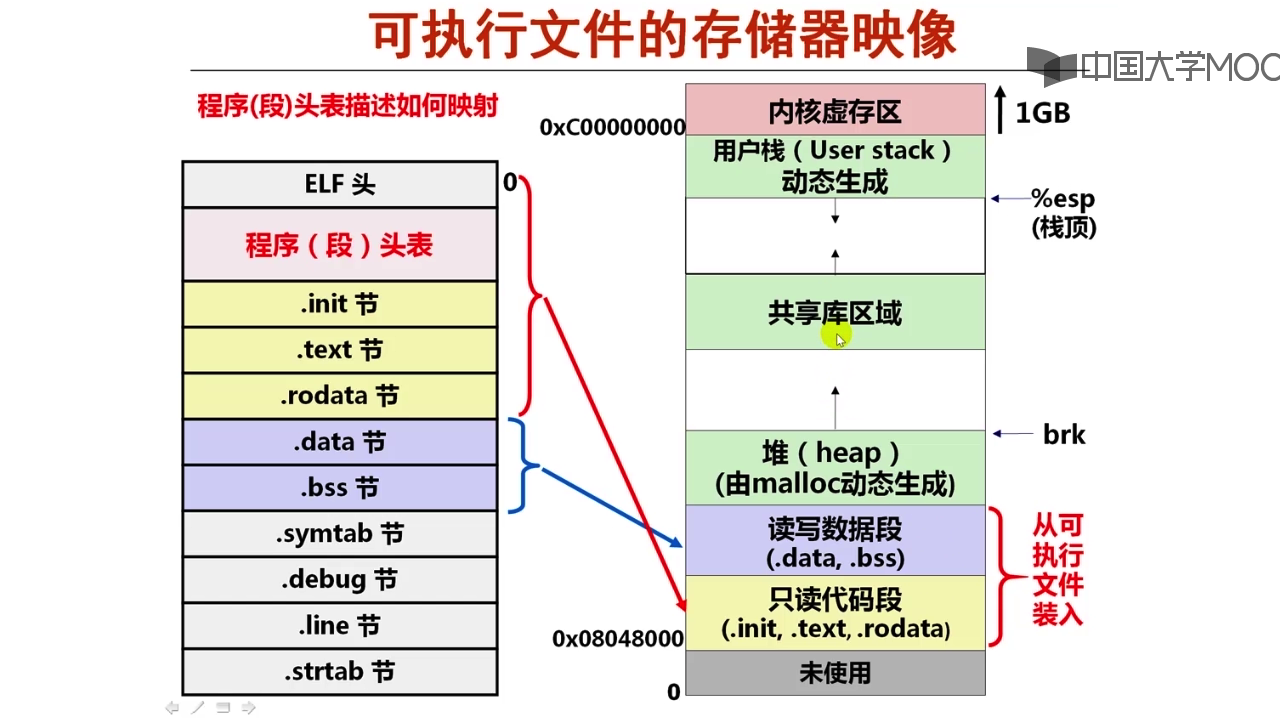 可执行文件的存储器映像
中国大学MOO
程序(段)头表描述如何映射
ELF 头
0
程序（段）头表
.init 节
.text 节
.rodata 节
.data 节
.bss 节
.symtab 节
.debug 节
.line 节
.strtab 节
0xC00000000
内核虚存区
1GB
用户栈（User stack）
动态生成
%esp
(栈顶)
共享库区域
brk
堆（heap）
(由malloc动态生成)
读写数据段
(.data, .bss)
从可
执行
文件
装入
只读代码段
(.init, .text, .rodata)
0x08048000
未使用
0